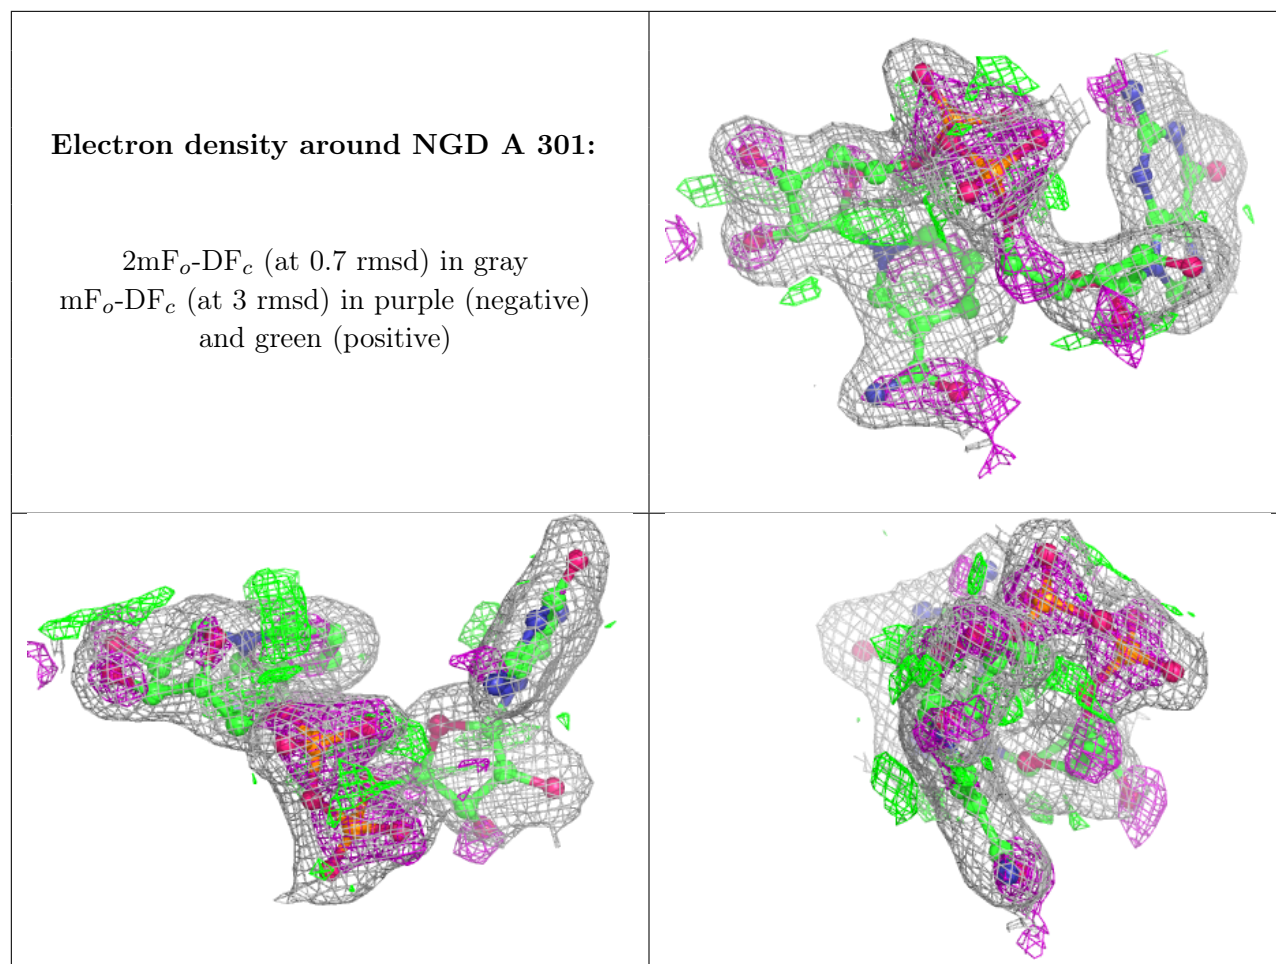 Electron density around NGD A 301:
2mFo-DFc (at 0.7 rmsd) in gray
mFo-DFc (at 3 rmsd) in purple (negative)
and green (positive)